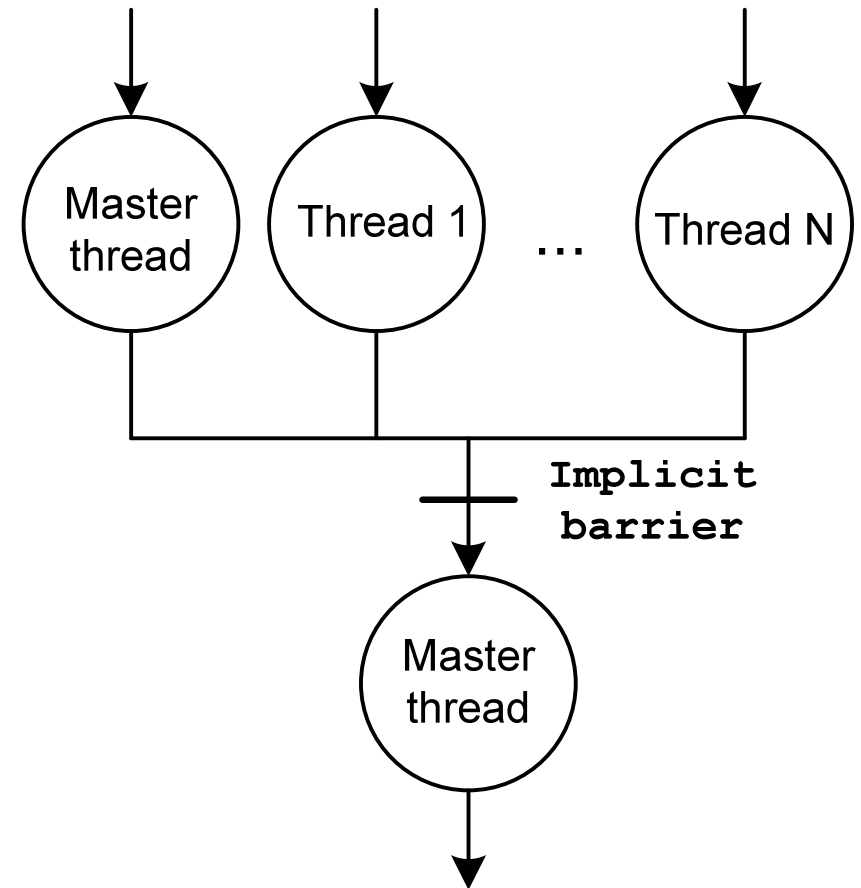 Master
thread
Thread 1
...
Thread N
Implicit
barrier
Master
thread